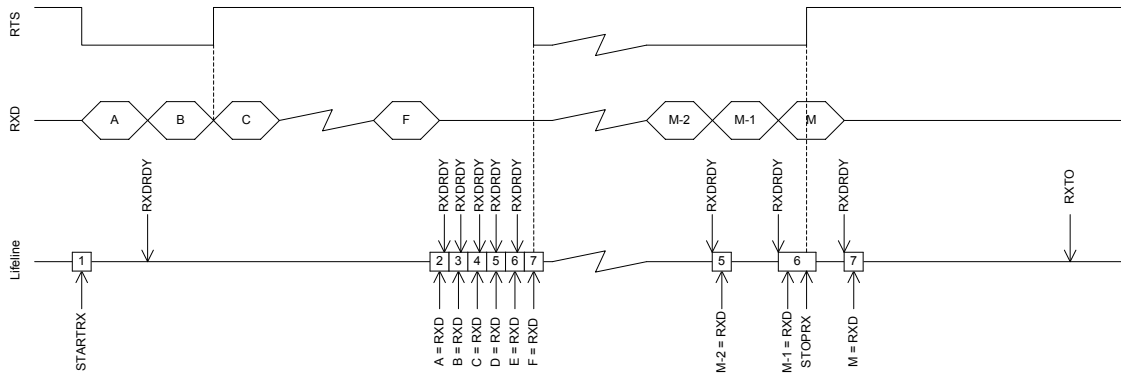 RTS
RXD
A
B
C
F
M-2
M-1
M
RXDRDY
RXDRDY
RXDRDY
RXDRDY
RXDRDY
RXDRDY
RXDRDY
RXDRDY
RXDRDY
RXTO
Lifeline
1
2
3
4
5
6
7
5
6
7
STARTRX
A = RXD
B = RXD
C = RXD
D = RXD
E = RXD
F = RXD
M-2 = RXD
M-1 = RXD
STOPRX
M = RXD